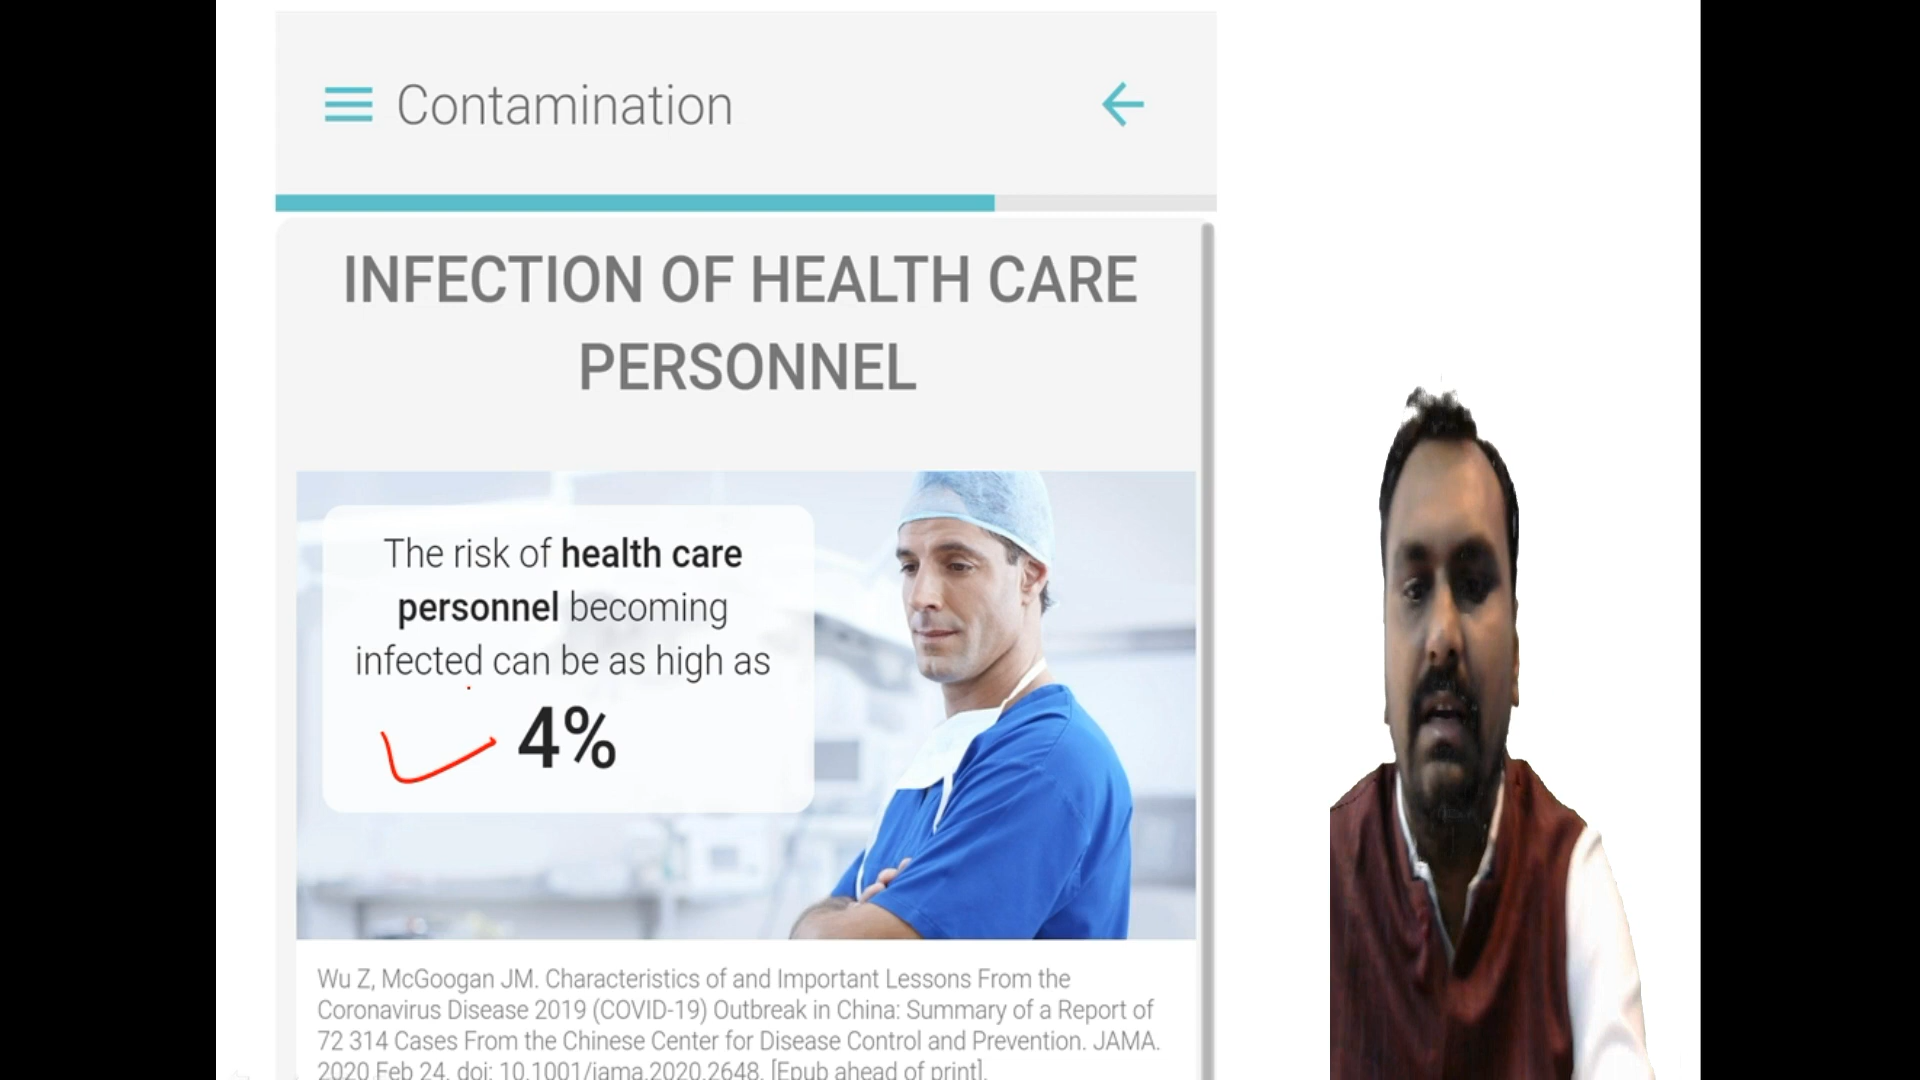 Contamination
INFECTION OF HEALTH CARE
PERSONNEL
The risk of health care
personnel becoming
infected can be as high as
4%
Wu Z, McGoogan JM. Characteristics of and Important Lessons From the
Coronavirus Disease 2019 (COVID-19) Outbreak in China: Summary of a Report of
72 314 Cases From the Chinese Center for Disease Control and Prevention. JAMA.
2020 Feb 24. doi: 10.1001/jama.2020.2648. [Epub ahead of print].